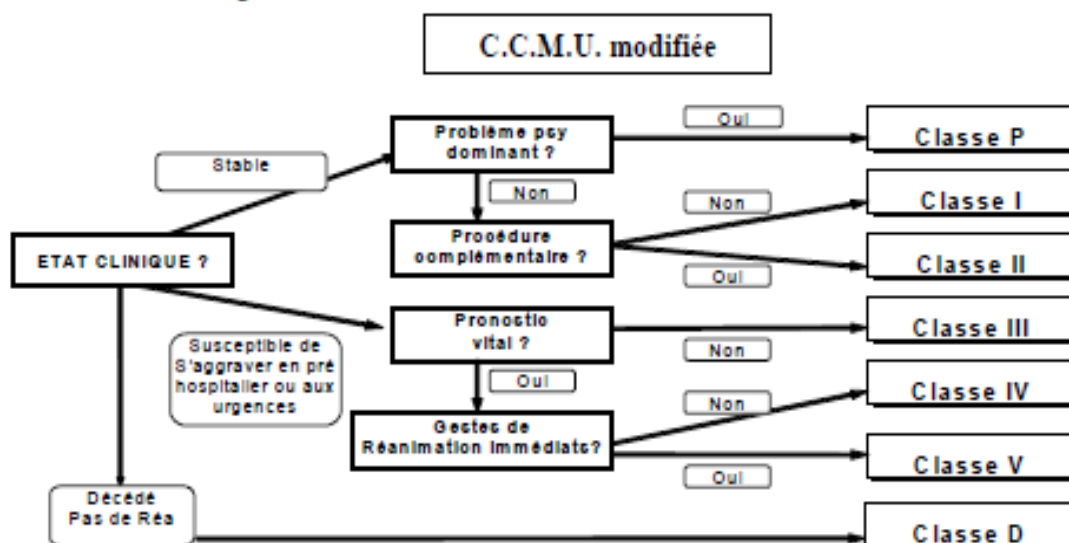 C.C.M.U. modifiée
Problème psy
dominant ?
Oui
Classe P
Stable
Non
Non
Classe I
Procédure
complémentaire ?
ETAT CLINIQUE ?
Oui
Classe II
Pronostic
vital ?
Classe III
Non
Susceptible de
S'aggraver en pré
hospitalier ou aux
urgences
Oui
Non
Classe IV
Gestes de
Réanimation immédiats?
Oui
Classe V
Décédé
Pas de Réa
Classe D